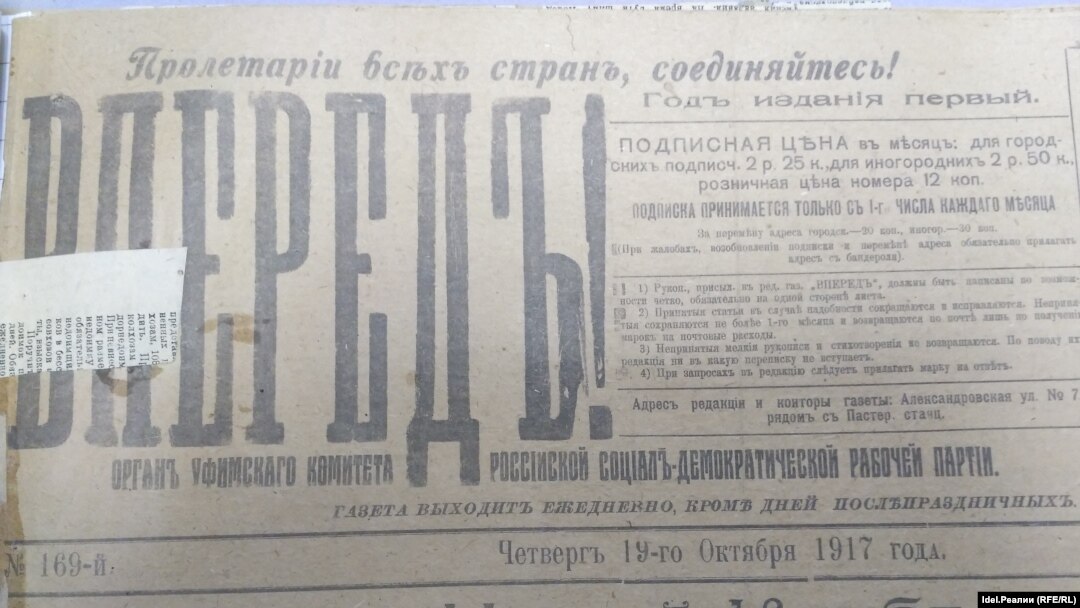 Пролетаріи всѣхъ стран, соединяйтесь!
ВПЕРЕДЪ!
Годъ изданія первый.
ПОДПИСНАЯ ЦѢНА въ мѣсяцъ: для город-
скихъ подписч. 2 р. 25 к., для иногороднихъ 2 р. 50 к.,
розничная цѣна номера 12 коп.
ПОДПИСКА ПРИНИМАЕТСЯ ТОЛЬКО СЪ 1-г ЧИСЛА КАЖДАГО МѢСЯЦА
За перемѣну адреса городск.—20 коп., иногор.—30 коп.
(При жалобахъ, возобновленіи подписки и перемѣнѣ адреса обязательно прилагать
адресъ съ бандероля).
1) Рукоп., присыл. въ ред. газ. „ВПЕРЕДЪ", должны быть написаны по возмож-
ности четко, обязательно на одной сторонѣ листа.
2) Принятыя статьи въ случаѣ надобности сокращаются и исправляются. Неприня-
тыя сохраняются не болѣе 1-го мѣсяца и возвращаются по почтѣ лишь по полученіи
марокъ на почтовые расходы.
3) Непринятыя мелкія рукописи и стихотворенія не возвращаются. По поводу ихъ
редакція ни въ какую переписку не вступаетъ.
4) При запросахъ въ редакцію слѣдуетъ прилагать марку на отвѣтъ.
Адресъ редакціи и конторы газеты: Александровская ул. № 7
рядомъ съ Пастер. станц.
ОРГАНЪ УФИМСКАГО КОМИТЕТА РОССІЙСКОЙ СОЦІАЛЪ-ДЕМОКРАТИЧЕСКОЙ РАБОЧЕЙ ПАРТІИ.
ГАЗЕТА ВЫХОДИТ ЕЖЕДНЕВНО, КРОМѢ ДНЕЙ ПОСЛѢПРАЗДНИЧНЫХЪ.
№ 169-й.
Четвергъ 19-го Октября 1917 года.
Idel.Реалии (RFE/RL)